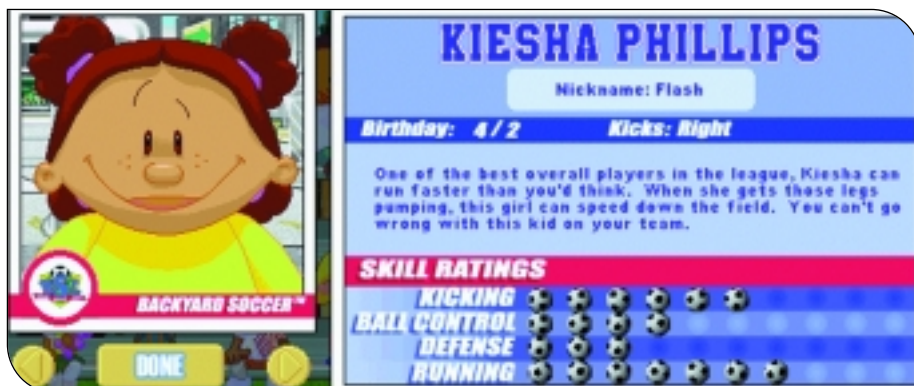 KIESHA PHILLIPS
Nickname: Flash
Birthday: 4/2 Kicks: Right
One of the best overall players in the league, Kiesha can
run faster than you'd think. When she gets those legs
pumping, this girl can speed down the field. You can't go
wrong with this kid on your team.
BACKYARD SOCCER™
DONE
SKILL RATINGS
KICKING
BALL CONTROL
DEFENSE
RUNNING